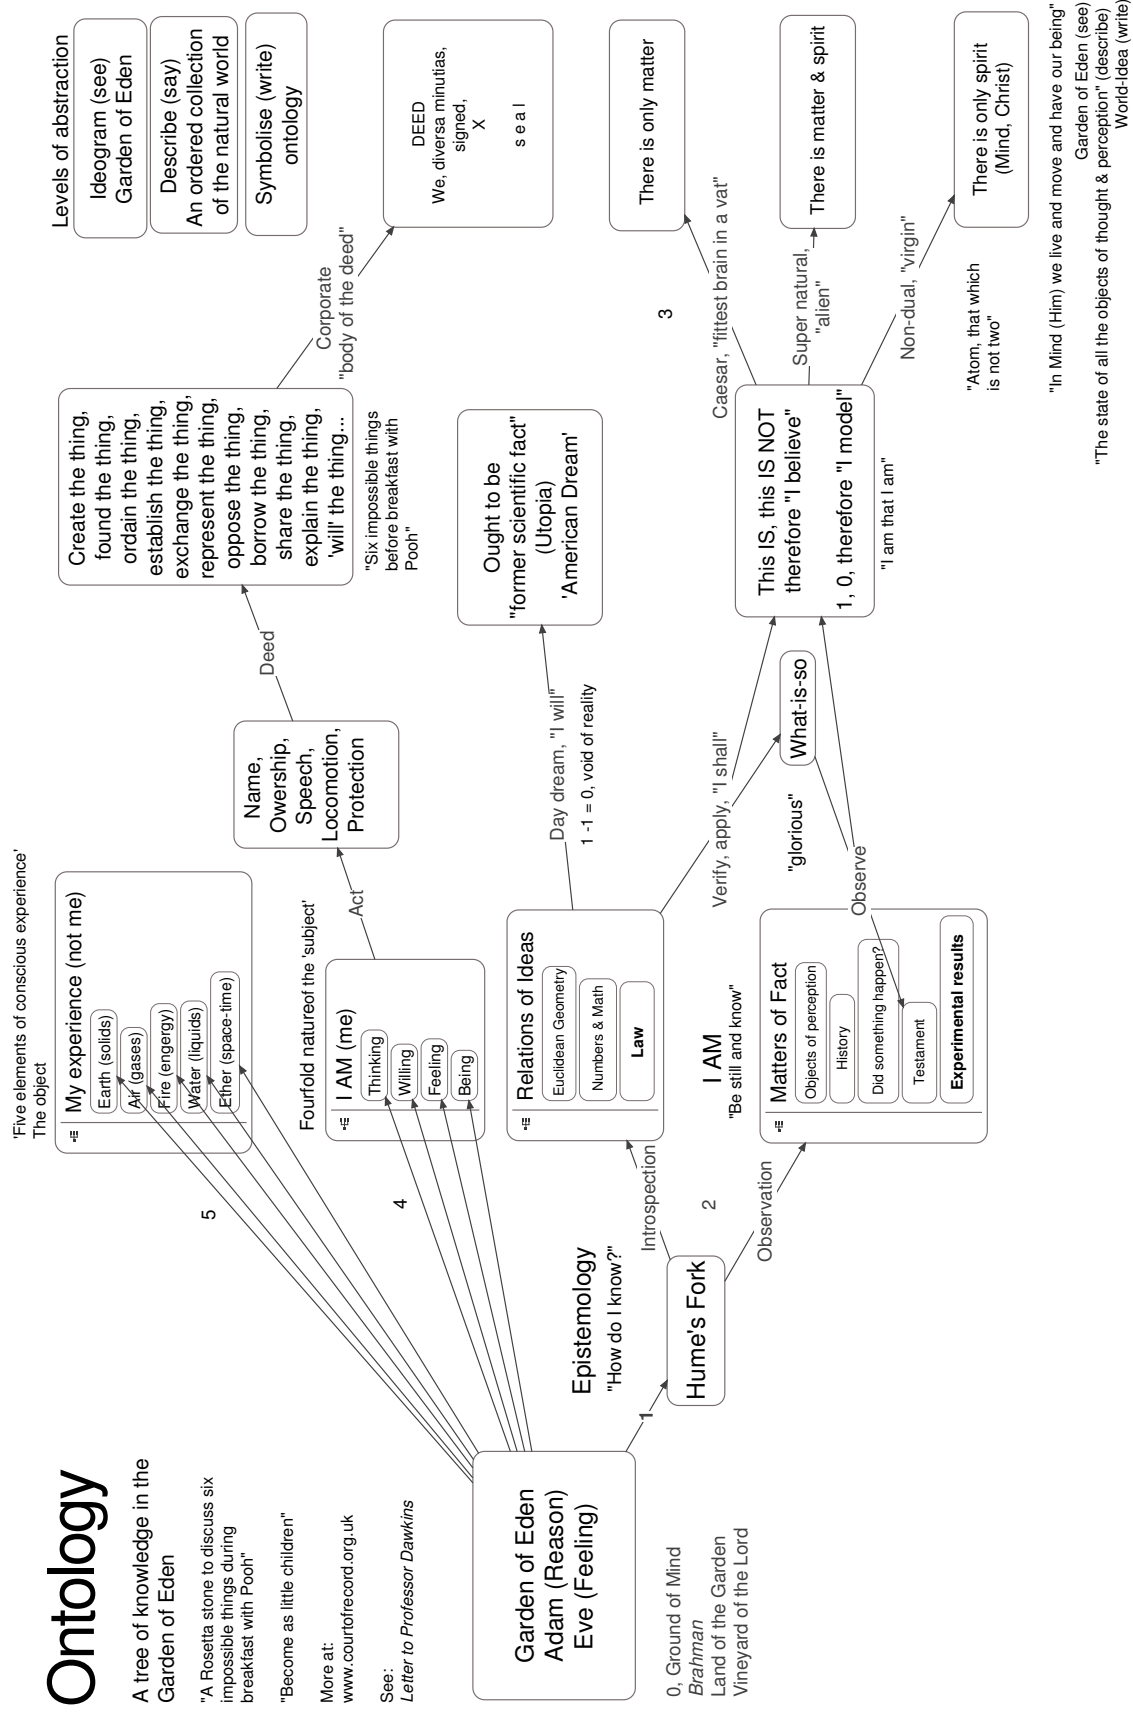 Ontology
A tree of knowledge in the
Garden of Eden
"A Rosetta stone to discuss six
impossible things during
breakfast with Pooh"
"Become as little children"
More at:
www.courtofrecord.org.uk
See:
Letter to Professor Dawkins
Garden of Eden
Adam (Reason)
Eve (Feeling)
0, Ground of Mind
Brahman
Land of the Garden
Vineyard of the Lord
'Five elements of conscious experience'
The object
My experience (not me)
Earth (solids)
Air (gases)
Fire (engergy)
Water (liquids)
Ether (space-time)
5
Fourfold natureof the 'subject'
I AM (me)
Thinking
Willing
Feeling
Being
4
Act
Name,
Owership,
Speech,
Locomotion,
Protection
Deed
Create the thing,
found the thing,
ordain the thing,
establish the thing,
exchange the thing,
represent the thing,
oppose the thing,
borrow the thing,
share the thing,
explain the thing,
'will' the thing...
"Six impossible things
before breakfast with
Pooh"
Corporate
"body of the deed"
DEED
We, diversa minutias,
signed,
X
s e a l
Levels of abstraction
Ideogram (see)
Garden of Eden
Describe (say)
An ordered collection
of the natural world
Symbolise (write)
ontology
1
Epistemology
"How do I know?"
Hume's Fork
Introspection
2
Observation
Relations of Ideas
Euclidean Geometry
Numbers & Math
Law
I AM
"Be still and know"
Matters of Fact
Objects of perception
History
Did something happen?
Testament
Experimental results
Day dream, "I will"
1 -1 = 0, void of reality
Ought to be
"former scientific fact"
(Utopia)
'American Dream'
Verify, apply, "I shall"
What-is-so
"glorious"
Observe
This IS, this IS NOT
therefore "I believe"
1, 0, therefore "I model"
"I am that I am"
3
Caesar, "fittest brain in a vat"
There is only matter
Super natural,
"alien"
There is matter & spirit
Non-dual, "virgin"
There is only spirit
(Mind, Christ)
"Atom, that which
is not two"
"In Mind (Him) we live and move and have our being"
Garden of Eden (see)
"The state of all the objects of thought & perception" (describe)
World-Idea (write)